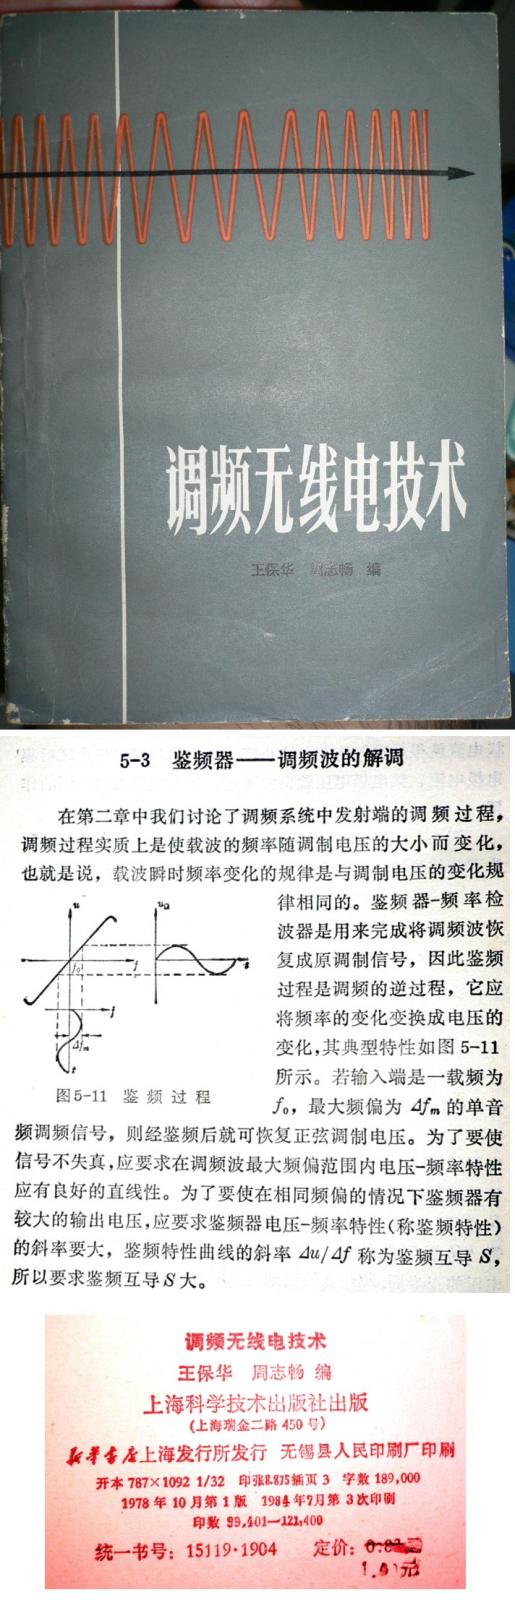 调频无线电技术
王保华 周志畅 编
5-3 鉴频器——调频波的解调
在第二章中我们讨论了调频系统中发射端的调频过程，
调频过程实质上是使载波的频率随调制电压的大小而变化，
也就是说，载波瞬时频率变化的规律是与调制电压的变化规
律相同的。鉴频器-频率检
波器是用来完成将调频波恢
复成原调制信号，因此鉴频
过程是调频的逆过程，它应
将频率的变化变换成电压的
变化，其典型特性如图 5-11
所示。若输入端是一载频为
f₀，最大频偏为 Δfm 的单音
u
f₀
f
uΩ
t
f
Δfm
t
图5-11 鉴频过程
频调频信号，则经鉴频后就可恢复正弦调制电压。为了要使
信号不失真，应要求在调频波最大频偏范围内电压-频率特性
应有良好的直线性。为了要使在相同频偏的情况下鉴频器有
较大的输出电压，应要求鉴频器电压-频率特性(称鉴频特性)
的斜率要大，鉴频特性曲线的斜率 Δu/Δf 称为鉴频互导 S，
所以要求鉴频互导 S 大。
调频无线电技术
王保华 周志畅 编
上海科学技术出版社出版
(上海瑞金二路 450 号)
新华书店上海发行所发行 无锡县人民印刷厂印刷
开本 787×1092 1/32 印张8.875插页 3 字数 189,000
1978 年 10 月第 1 版 1984 年7月第 3 次印刷
印数 99,401—121,400
统一书号：15119·1904 定价：